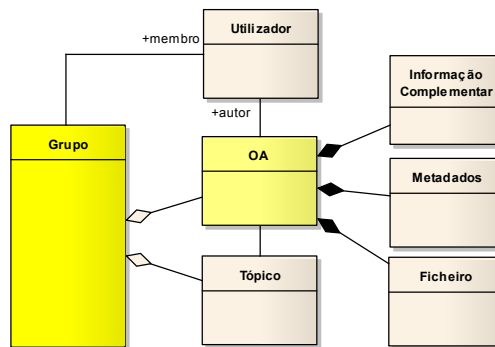 +membro
Utilizador
+autor
Informação
Complementar
Grupo
OA
Metadados
Tópico
Ficheiro